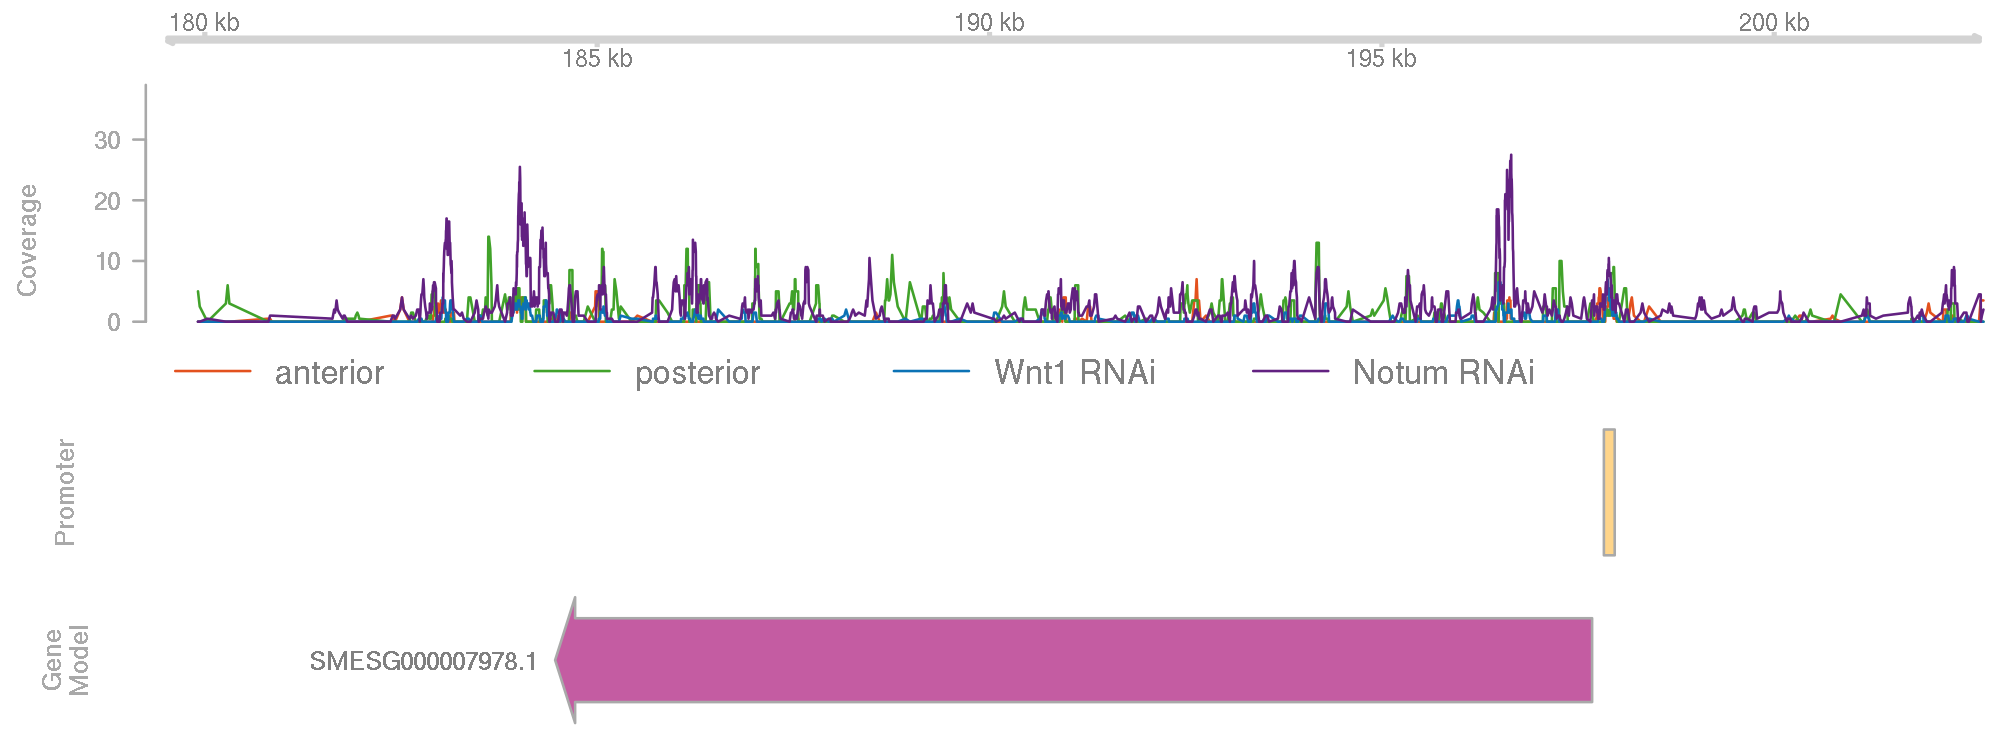 180 kb
190 kb
200 kb
185 kb
195 kb
Coverage
30
20
10
0
anterior
posterior
Wnt1 RNAi
Notum RNAi
Promoter
0
Gene
Model
SMESG000007978.1